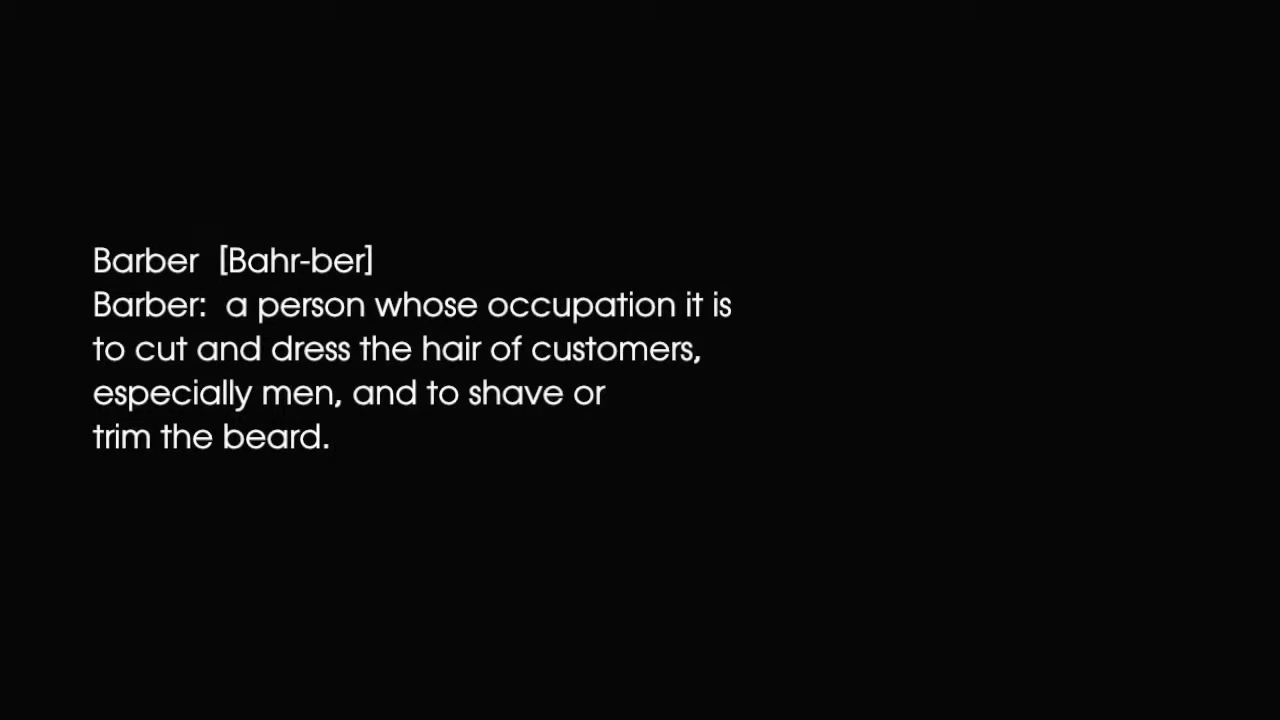 Barber  [Bahr-ber]
Barber:  a person whose occupation it is
to cut and dress the hair of customers,
especially men, and to shave or
trim the beard.